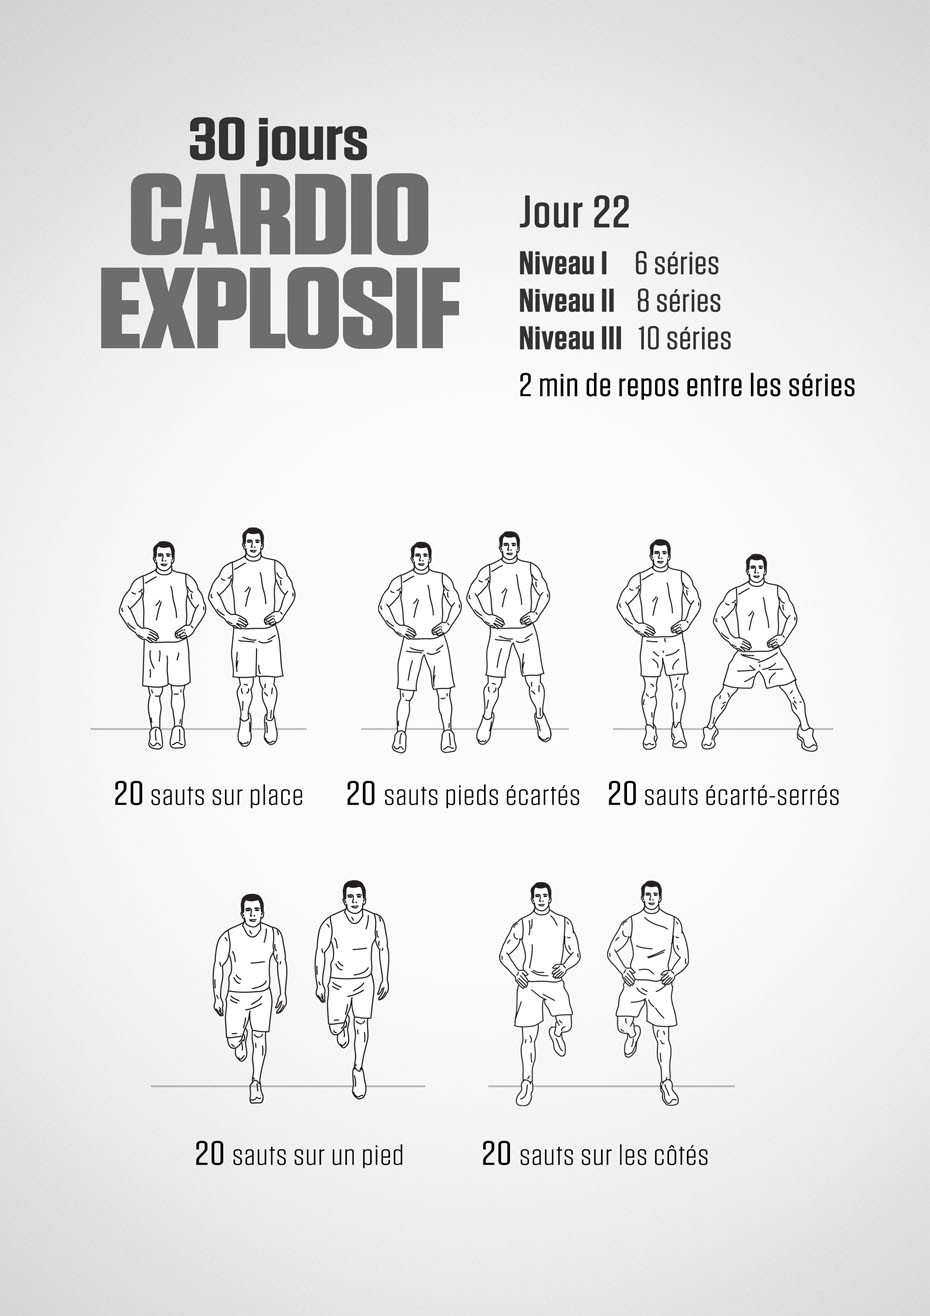 30 jours
CARDIO
EXPLOSIF
Jour 22
Niveau I 6 séries
Niveau II 8 séries
Niveau III 10 séries
2 min de repos entre les séries
20 sauts sur place
20 sauts pieds écartés
20 sauts écarté-serrés
20 sauts sur un pied
20 sauts sur les côtés